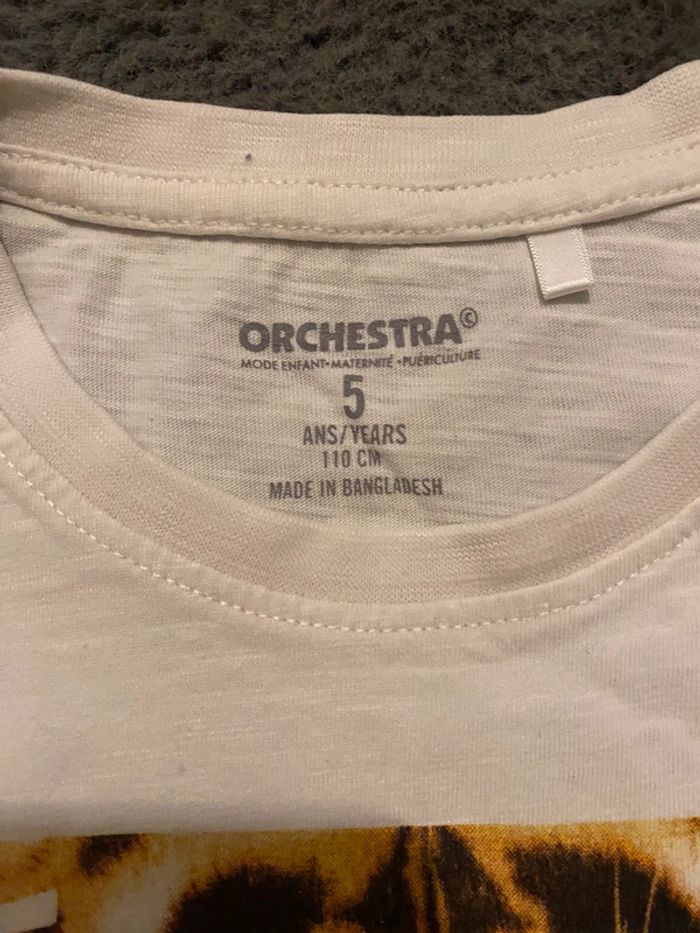 ORCHESTRA©
MODE ENFANT•MATERNITÉ•PUÉRICULTURE
5
ANS/YEARS
110 CM
MADE IN BANGLADESH